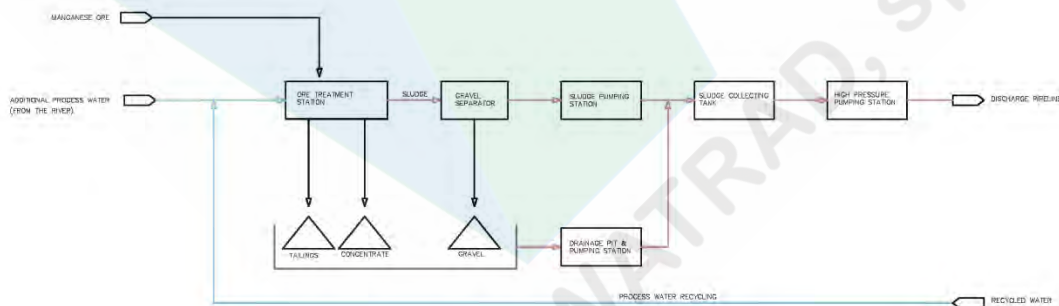 MANGANESE ORE
ADDITIONAL PROCESS WATER
(FROM THE RIVER)
ORE TREATMENT
STATION
SLUDGE
GRAVEL
SEPARATOR
SLUDGE PUMPING
STATION
SLUDGE COLLECTING
TANK
HIGH PRESSURE
PUMPING STATION
DISCHARGE PIPELINE
TAILINGS
CONCENTRATE
GRAVEL
DRAINAGE PIT &
PUMPING STATION
PROCESS WATER RECYCLING
RECYCLED WATER
NATRAD, s